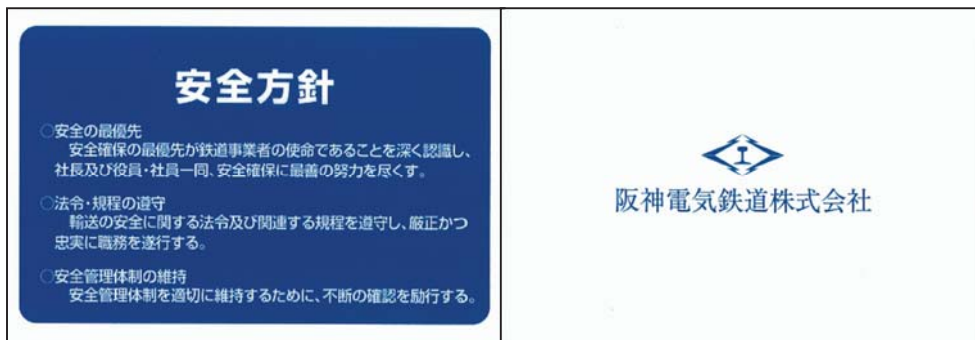 安全方針
○安全の最優先
安全確保の最優先が鉄道事業者の使命であることを深く認識し、
社長及び役員・社員一同、安全確保に最善の努力を尽くす。
○法令・規程の遵守
輸送の安全に関する法令及び関連する規程を遵守し、厳正かつ
忠実に職務を遂行する。
○安全管理体制の維持
安全管理体制を適切に維持するために、不断の確認を励行する。
阪神電気鉄道株式会社